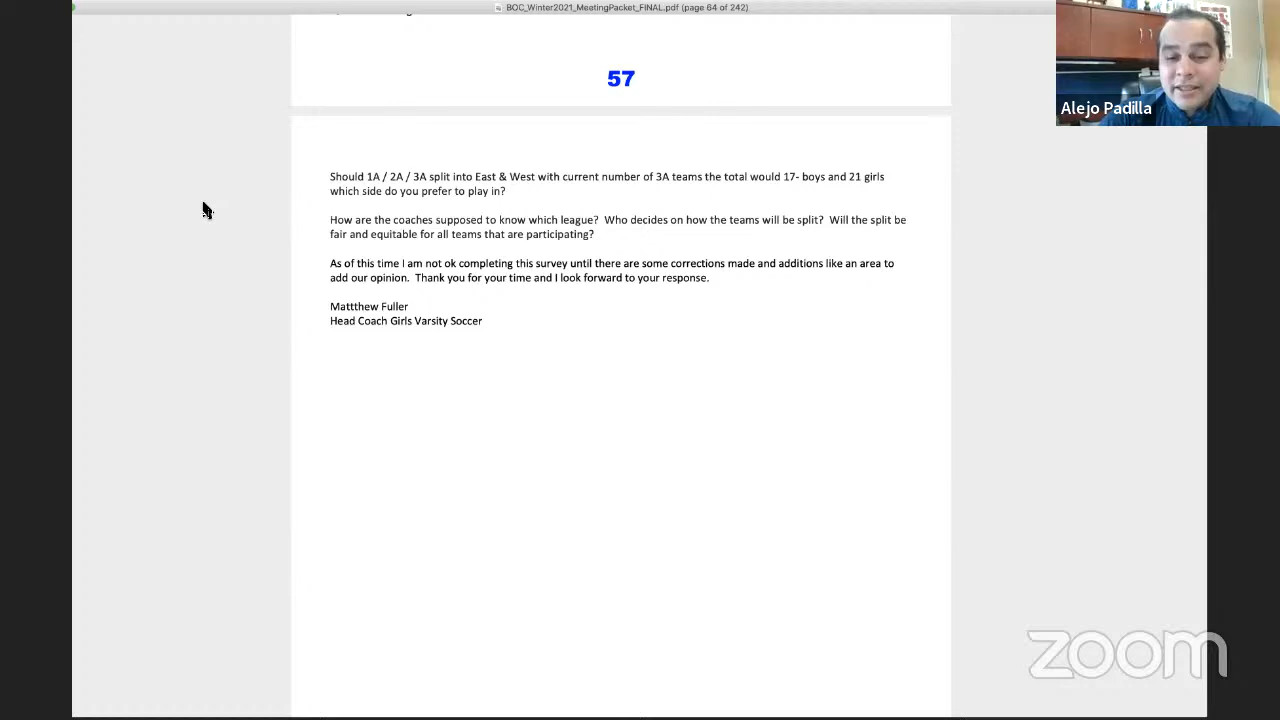 BOC_Winter2021_MeetingPacket_FINAL.pdf (page 64 of 242)
57
Alejo Padilla
Should 1A / 2A / 3A split into East & West with current number of 3A teams the total would 17- boys and 21 girls
which side do you prefer to play in?
How are the coaches supposed to know which league?  Who decides on how the teams will be split?  Will the split be
fair and equitable for all teams that are participating?
As of this time I am not ok completing this survey until there are some corrections made and additions like an area to
add our opinion.  Thank you for your time and I look forward to your response.
Mattthew Fuller
Head Coach Girls Varsity Soccer
zoom